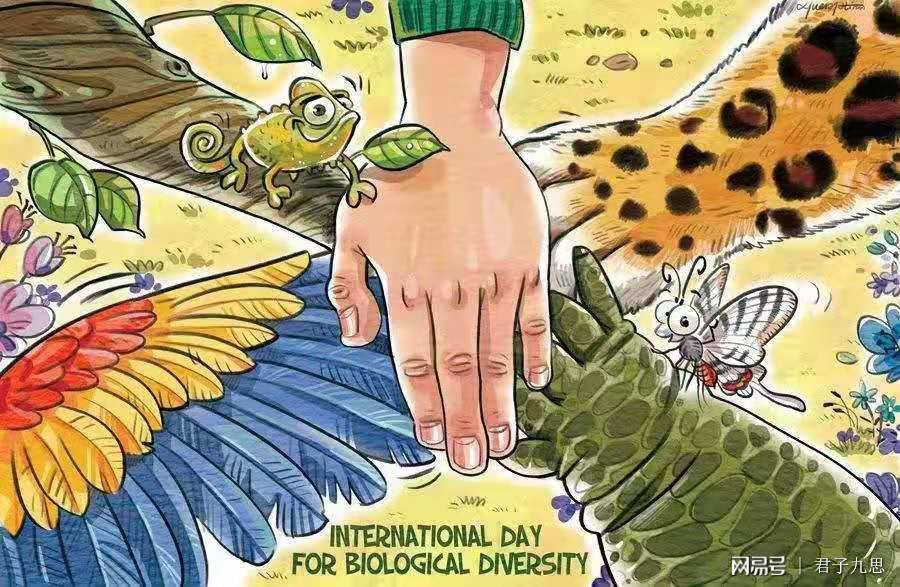 INTERNATIONAL DAY
FOR BIOLOGICAL DIVERSITY
网易号 | 君子九思